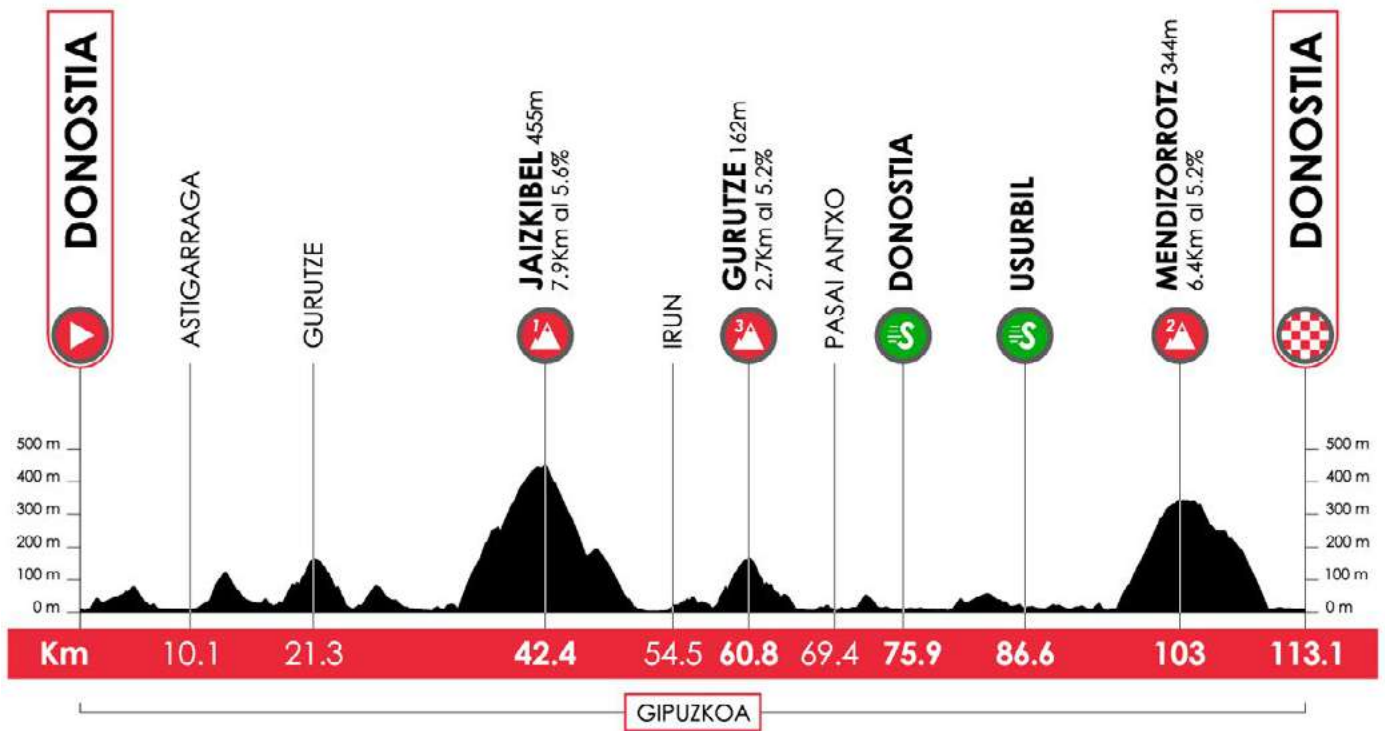 DONOSTIA
ASTIGARRAGA
GURUTZE
JAIZKIBEL 455m
7.9Km al 5.6%
1
IRUN
GURUTZE 162m
2.7Km al 5.2%
3
PASAI ANTXO
DONOSTIA
S
USURBIL
S
MENDIZORROTZ 344m
6.4Km al 5.2%
2
DONOSTIA
500 m
400 m
300 m
200 m
100 m
0 m
500 m
400 m
300 m
200 m
100 m
0 m
Km 10.1 21.3 42.4 54.5 60.8 69.4 75.9 86.6 103 113.1
GIPUZKOA